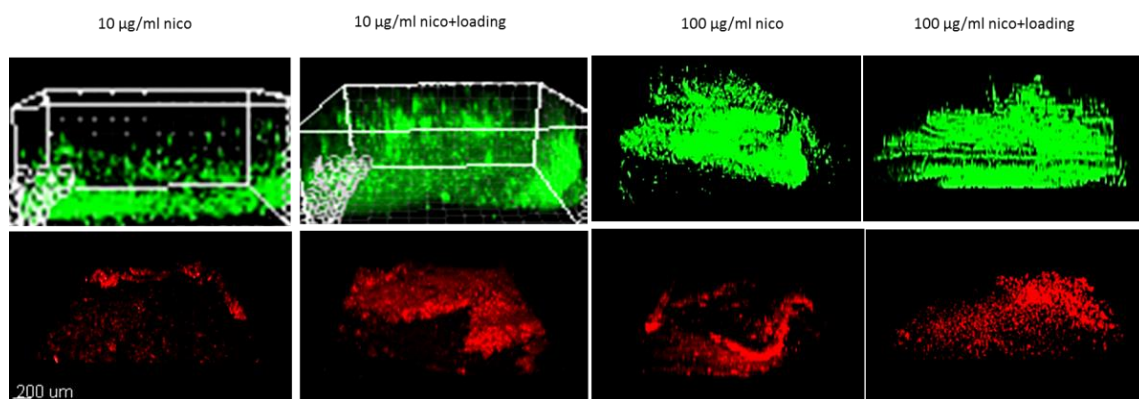 10 µg/ml nico
10 µg/ml nico+loading
100 µg/ml nico
100 µg/ml nico+loading
200 um